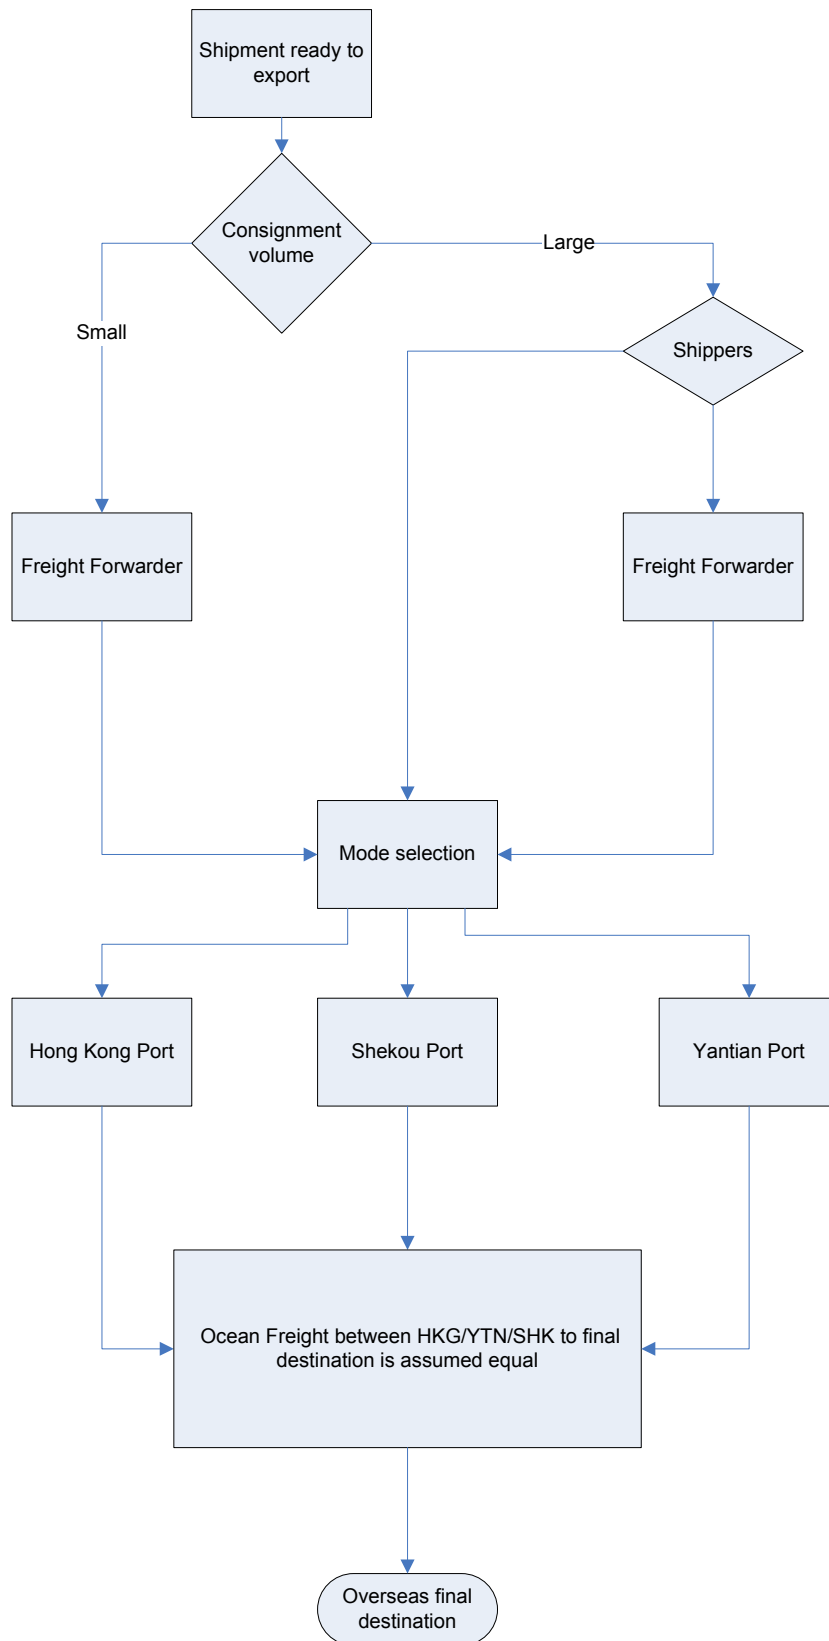 Shipment ready to
export
Consignment
volume
Large
Small
Shippers
Freight Forwarder
Freight Forwarder
Mode selection
Hong Kong Port
Shekou Port
Yantian Port
Ocean Freight between HKG/YTN/SHK to final
destination is assumed equal
Overseas final
destination